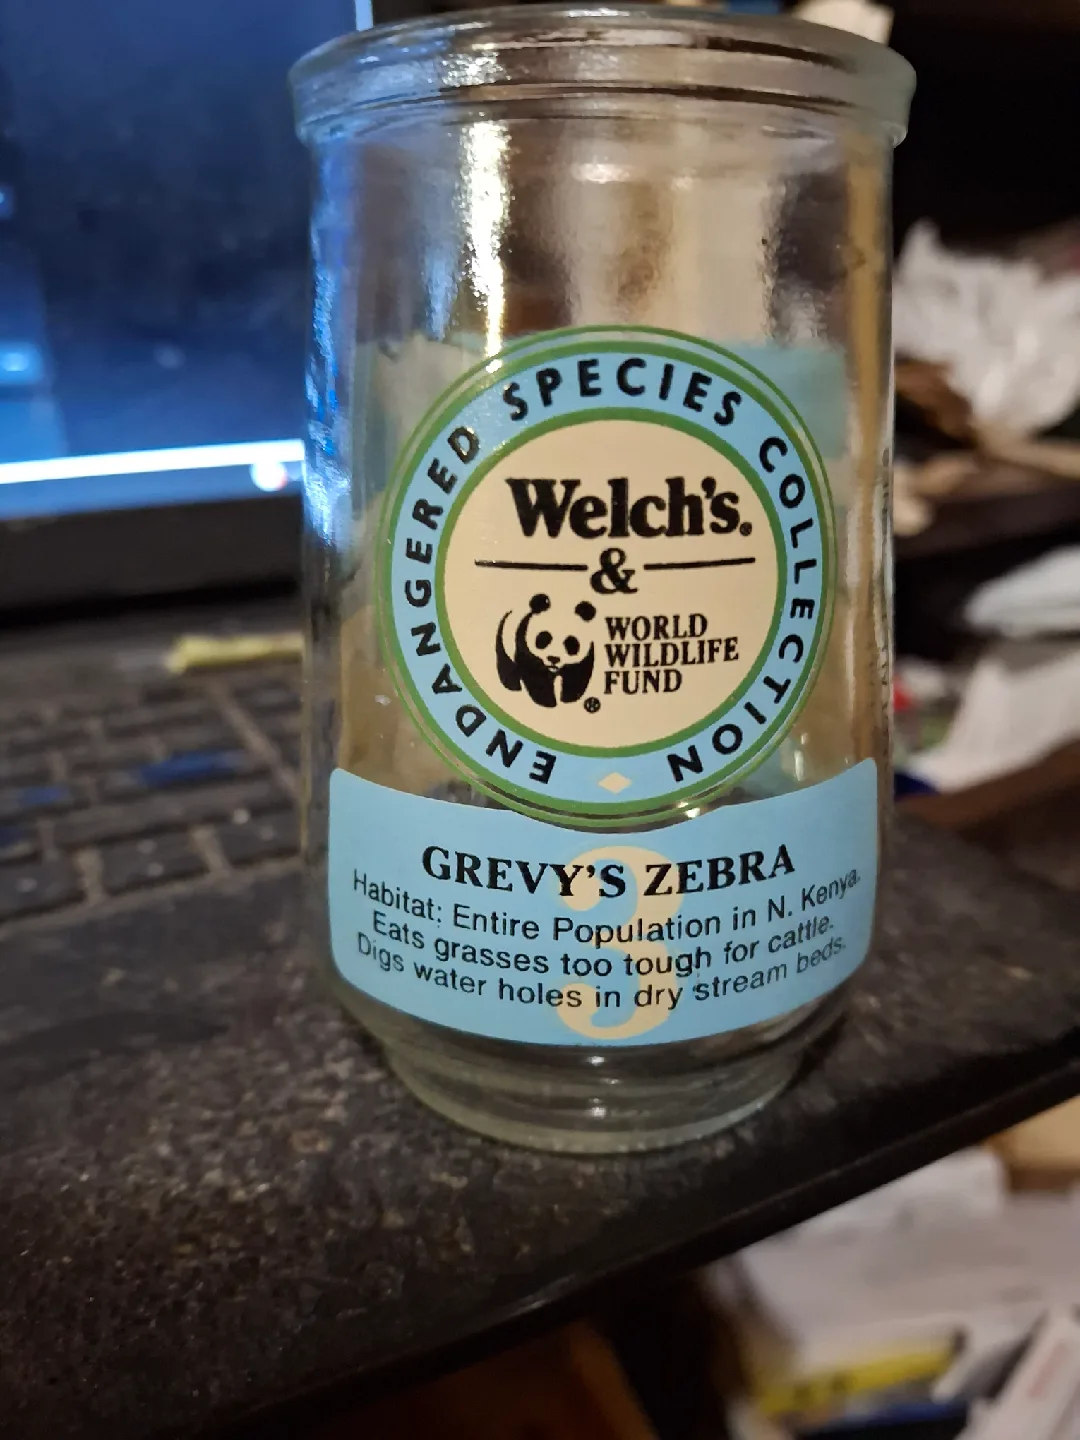 ENDANGERED SPECIES COLLECTION
Welch's®
&
WORLD
WILDLIFE
FUND
®
3
GREVY'S ZEBRA
Habitat: Entire Population in N. Kenya.
Eats grasses too tough for cattle.
Digs water holes in dry stream beds.